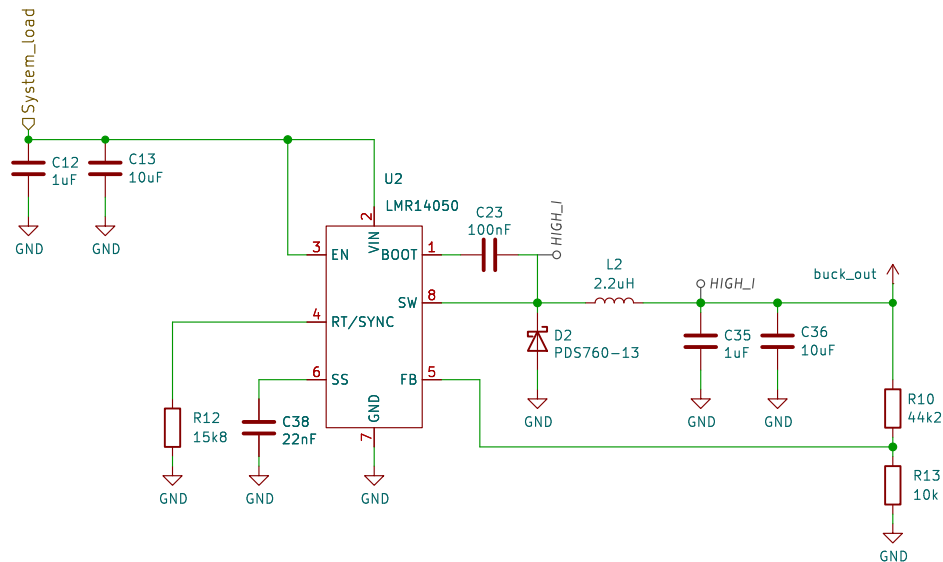 System_load
C12
1uF
GND
C13
10uF
GND
U2
LMR14050
2
VIN
3
EN
BOOT
1
SW
8
4
RT/SYNC
6
SS
FB
5
GND
7
GND
R12
15k8
GND
C38
22nF
GND
C23
100nF
HIGH_I
L2
2.2uH
D2
PDS760-13
GND
HIGH_I
C35
1uF
GND
C36
10uF
GND
buck_out
R10
44k2
R13
10k
GND